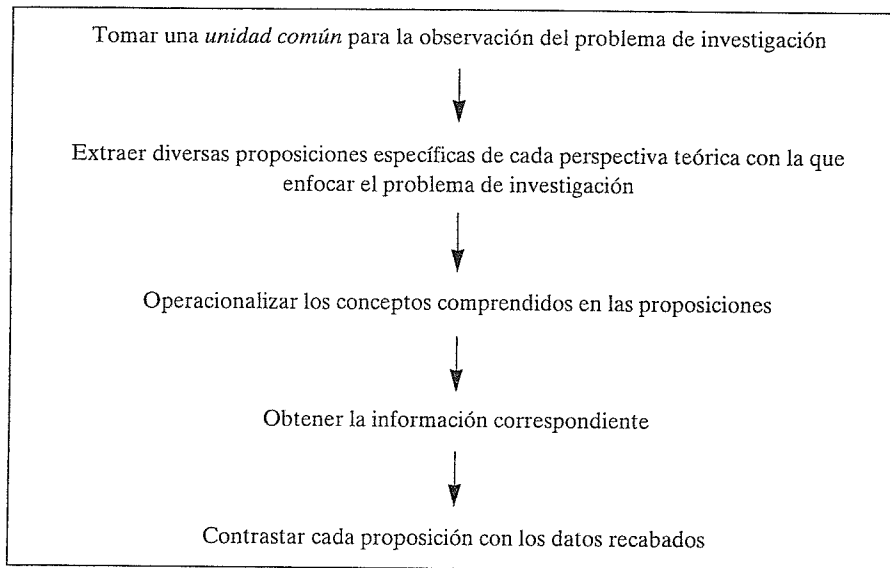 Tomar una unidad común para la observación del problema de investigación
Extraer diversas proposiciones específicas de cada perspectiva teórica con la que
enfocar el problema de investigación
Operacionalizar los conceptos comprendidos en las proposiciones
Obtener la información correspondiente
Contrastar cada proposición con los datos recabados